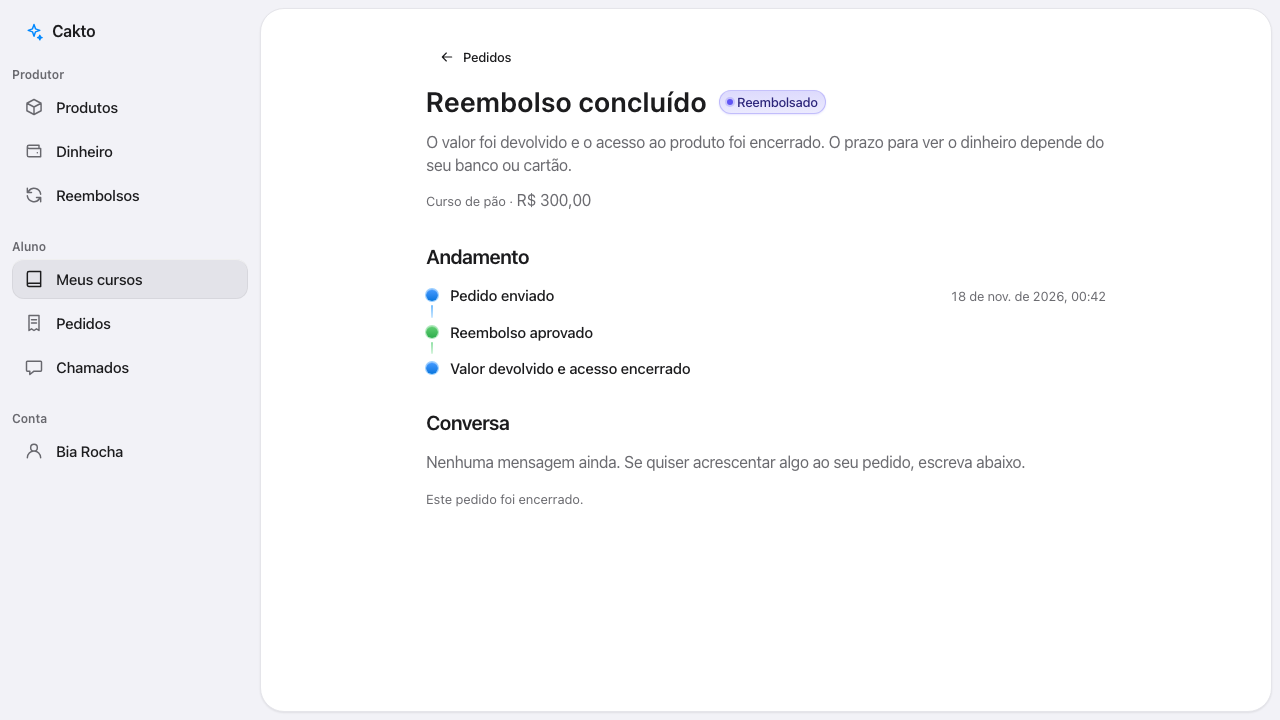 Cakto
Produtor
Produtos
Dinheiro
Reembolsos
Aluno
Meus cursos
Pedidos
Chamados
Conta
Bia Rocha
Pedidos
Reembolso concluído
Reembolsado
O valor foi devolvido e o acesso ao produto foi encerrado. O prazo para ver o dinheiro depende do
seu banco ou cartão.
Curso de pão · R$ 300,00
Andamento
Pedido enviado
18 de nov. de 2026, 00:42
Reembolso aprovado
Valor devolvido e acesso encerrado
Conversa
Nenhuma mensagem ainda. Se quiser acrescentar algo ao seu pedido, escreva abaixo.
Este pedido foi encerrado.